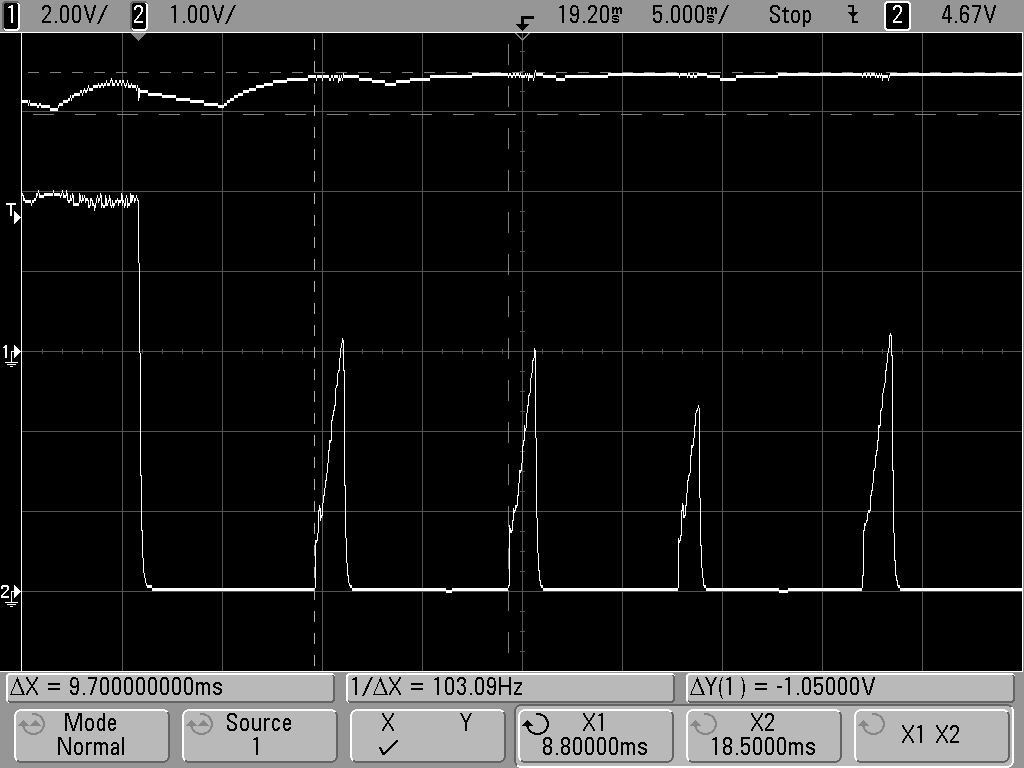 1 2.00V/ 2 1.00V/ 19.20ms 5.000ms/ Stop 2 4.67V
T
1
2
ΔX = 9.700000000ms 1/ΔX = 103.09Hz ΔY(1) = -1.05000V
Mode Normal
Source 1
X Y ✓
X1 8.80000ms
X2 18.5000ms
X1 X2